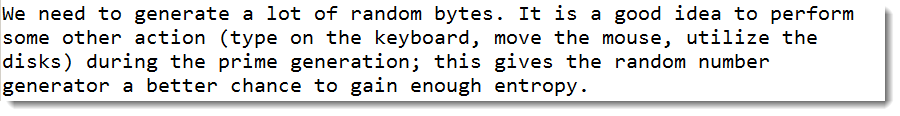 We need to generate a lot of random bytes. It is a good idea to perform
some other action (type on the keyboard, move the mouse, utilize the
disks) during the prime generation; this gives the random number
generator a better chance to gain enough entropy.